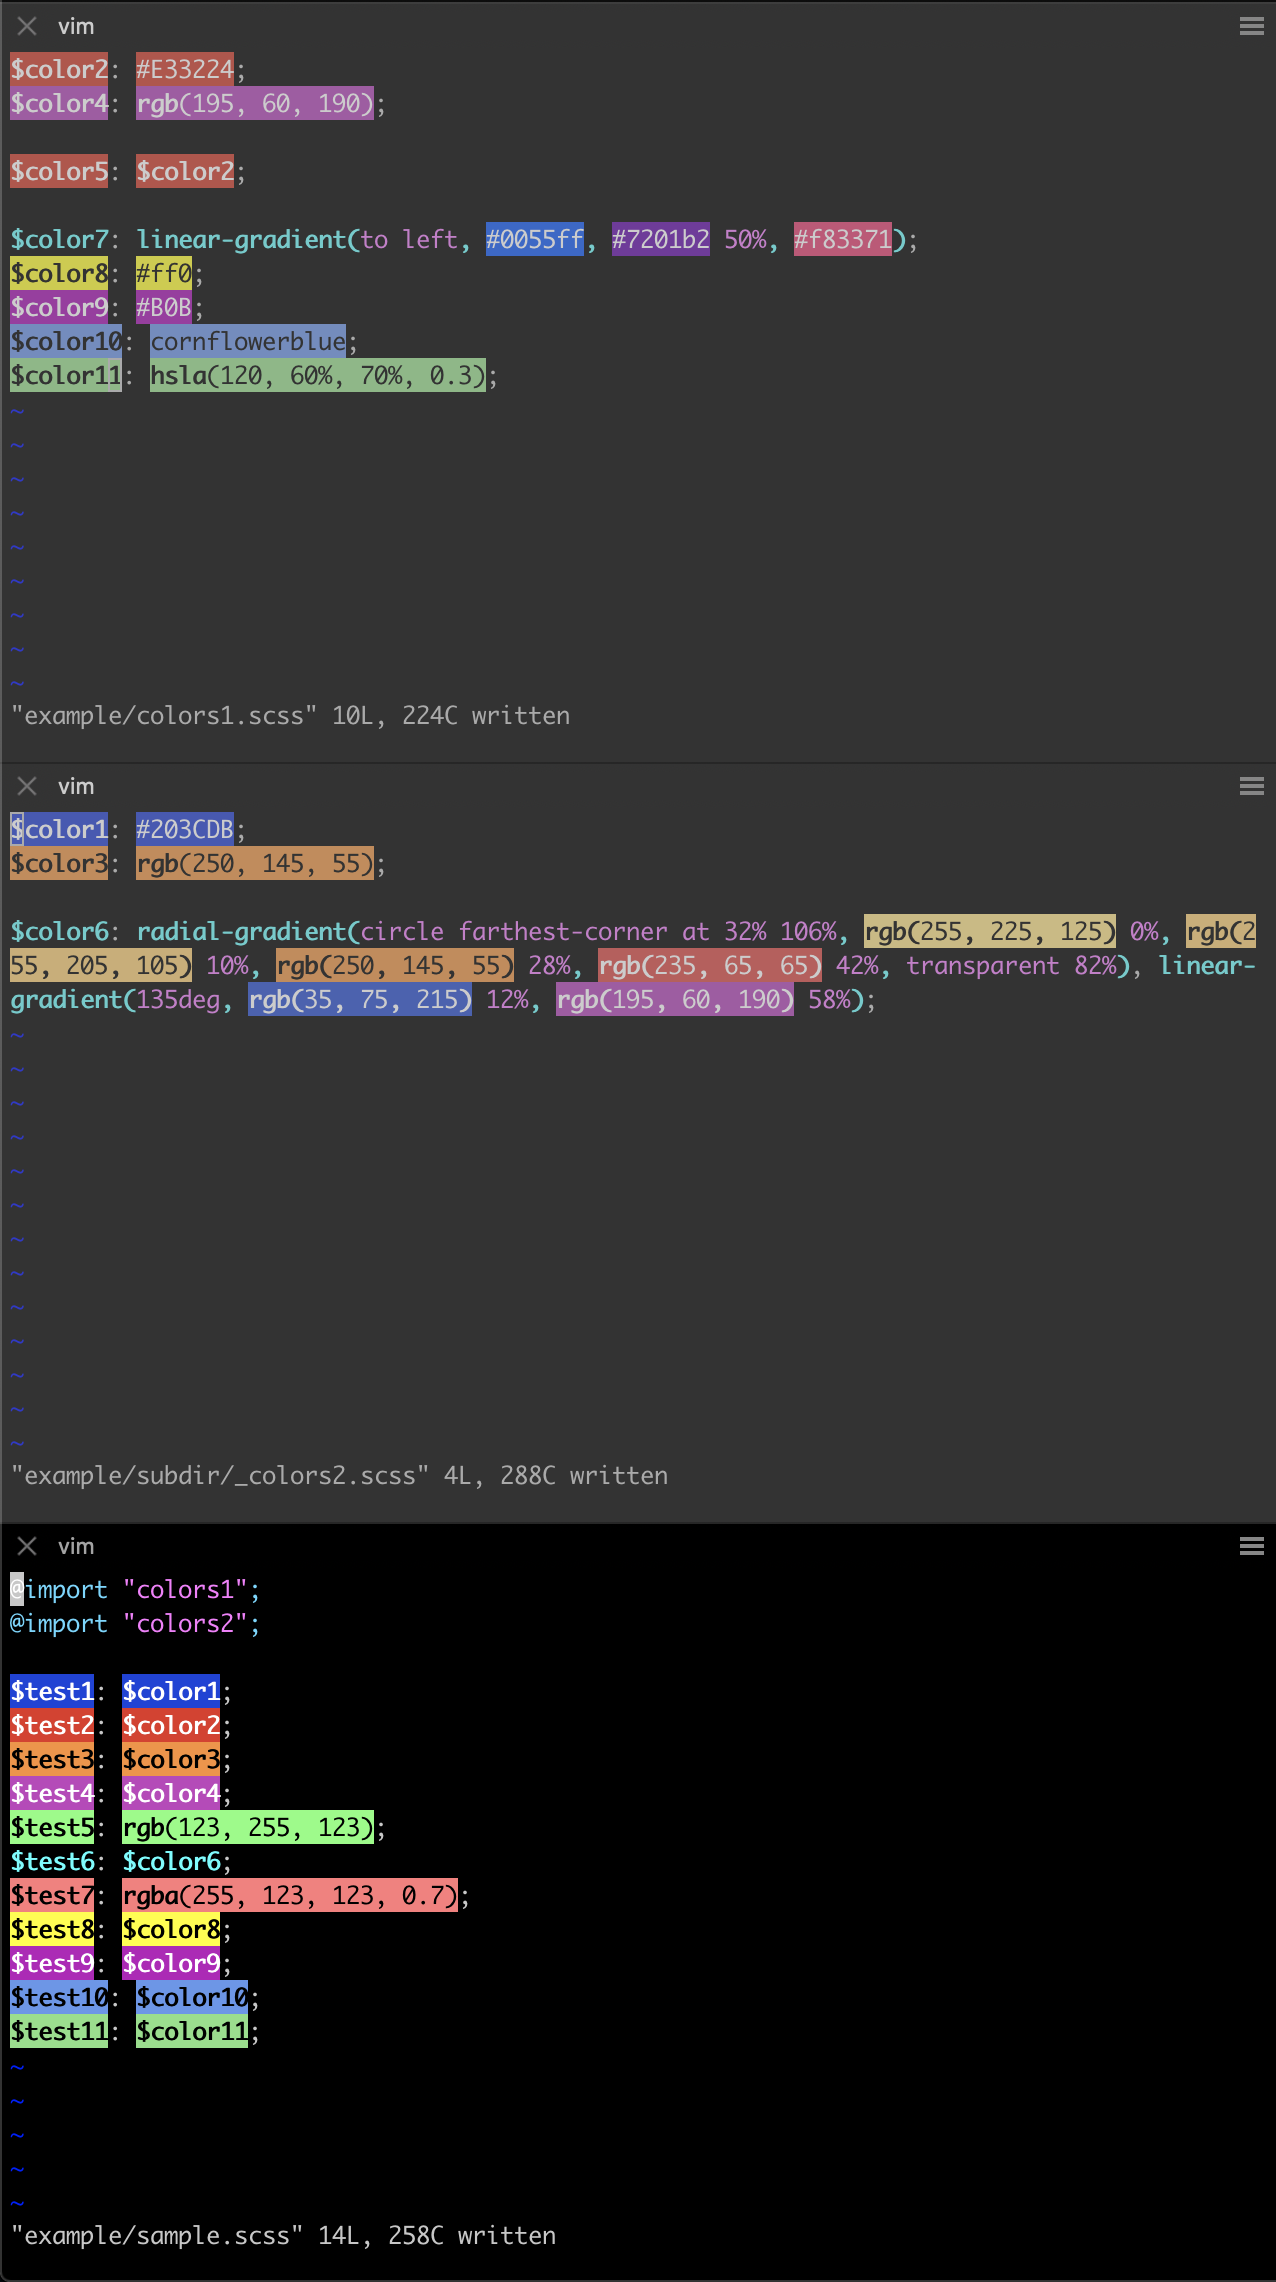 vim
$color2: #E33224;
$color4: rgb(195, 60, 190);
$color5: $color2;
$color7: linear-gradient(to left, #0055ff, #7201b2 50%, #f83371);
$color8: #ff0;
$color9: #B0B;
$color10: cornflowerblue;
$color11: hsla(120, 60%, 70%, 0.3);
~
~
~
~
~
~
~
~
~
"example/colors1.scss" 10L, 224C written
vim
$color1: #203CDB;
$color3: rgb(250, 145, 55);
$color6: radial-gradient(circle farthest-corner at 32% 106%, rgb(255, 225, 125) 0%, rgb(2
55, 205, 105) 10%, rgb(250, 145, 55) 28%, rgb(235, 65, 65) 42%, transparent 82%), linear-
gradient(135deg, rgb(35, 75, 215) 12%, rgb(195, 60, 190) 58%);
~
~
~
~
~
~
~
~
~
~
~
~
~
"example/subdir/_colors2.scss" 4L, 288C written
vim
@import "colors1";
@import "colors2";
$test1: $color1;
$test2: $color2;
$test3: $color3;
$test4: $color4;
$test5: rgb(123, 255, 123);
$test6: $color6;
$test7: rgba(255, 123, 123, 0.7);
$test8: $color8;
$test9: $color9;
$test10: $color10;
$test11: $color11;
~
~
~
~
~
"example/sample.scss" 14L, 258C written